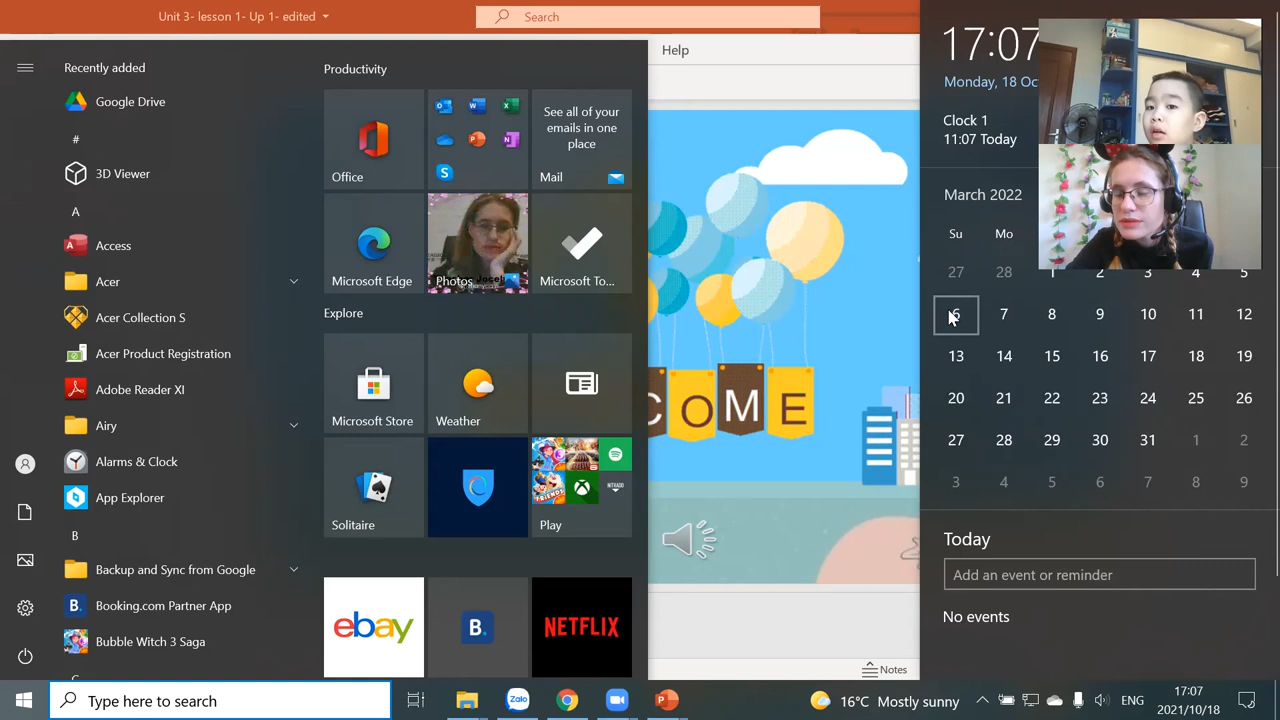 Unit 3- lesson 1- Up 1- edited
Search
Help
Recently added
Google Drive
#
3D Viewer
A
Access
Acer
Acer Collection S
Acer Product Registration
Adobe Reader XI
Airy
Alarms & Clock
App Explorer
B
Backup and Sync from Google
Booking.com Partner App
Bubble Witch 3 Saga
Productivity
Office
See all of your
emails in one
place
Mail
Microsoft Edge
Photos
Microsoft To...
Explore
Microsoft Store
Weather
Solitaire
Play
ebay
B.
NETFLIX
COME
Notes
17:07
Monday, 18 Oc
Clock 1
11:07 Today
March 2022
Su Mo
27 28 1 2 3 4 5
6 7 8 9 10 11 12
13 14 15 16 17 18 19
20 21 22 23 24 25 26
27 28 29 30 31 1 2
3 4 5 6 7 8 9
Today
Add an event or reminder
No events
Type here to search
Zalo
16°C Mostly sunny
ENG
17:07
2021/10/18